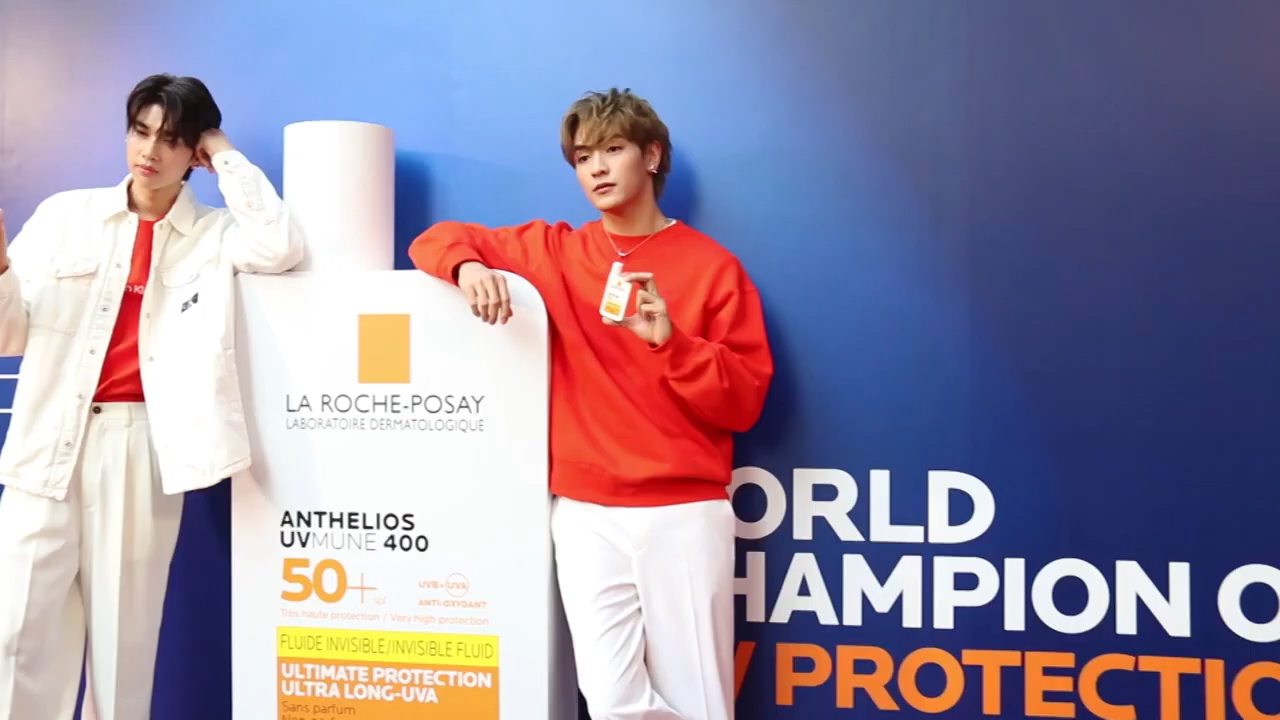 LA ROCHE-POSAY
LABORATOIRE DERMATOLOGIQUE
ANTHELIOS
UVMUNE 400
50+
UVB+UVA
ANTI-OXYDANT
Très haute protection / Very high protection
FLUIDE INVISIBLE/INVISIBLE FLUID
ULTIMATE PROTECTION
ULTRA LONG-UVA
Sans parfum
ORLD
HAMPION O
PROTECTIO